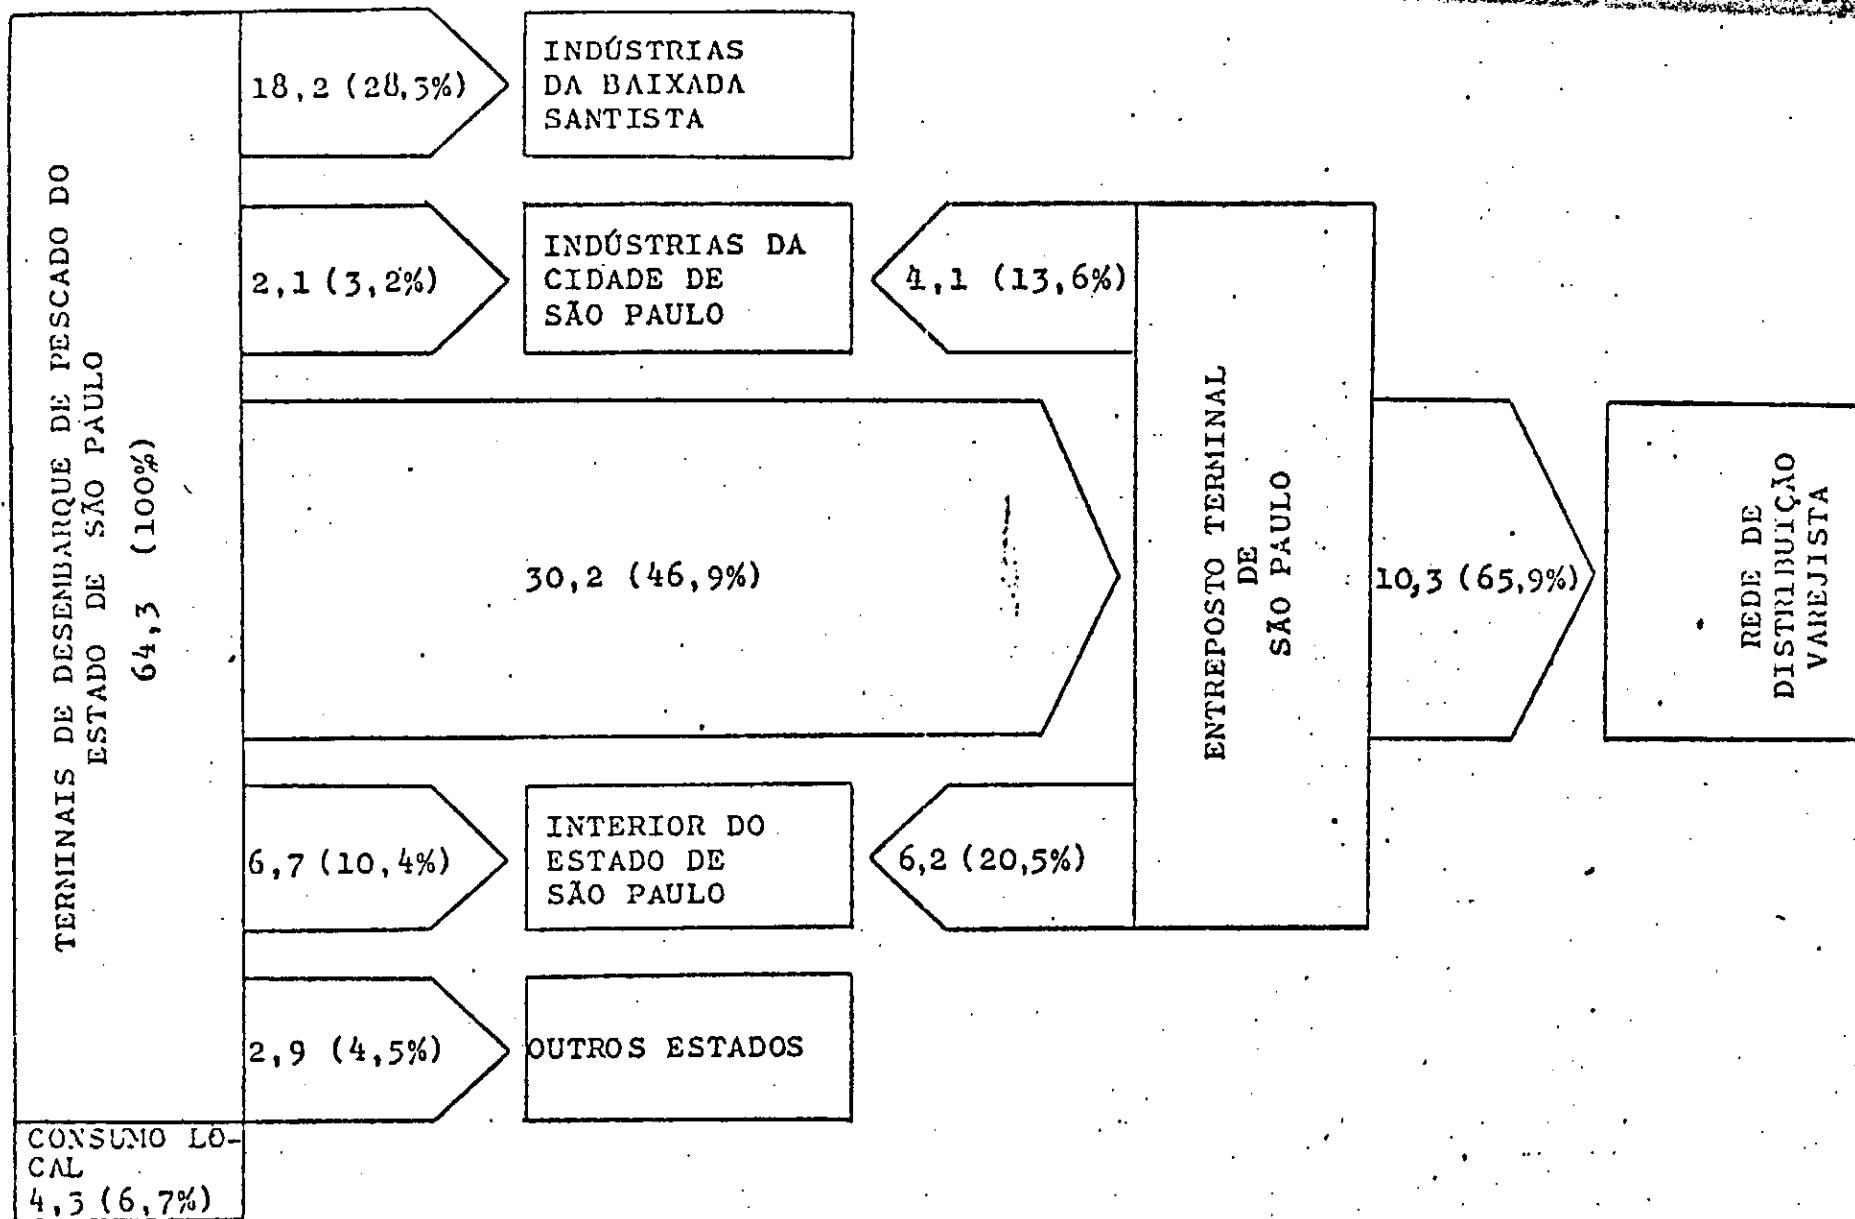 TERMINAIS DE DESEMBARQUE DE PESCADO DO
ESTADO DE SÃO PAULO
64,3 (100%)
CONSUMO LO-
CAL
4,3 (6,7%)
18,2 (28,3%)
INDÚSTRIAS
DA BAIXADA
SANTISTA
2,1 (3,2%)
INDÚSTRIAS DA
CIDADE DE
SÃO PAULO
4,1 (13,6%)
30,2 (46,9%)
ENTREPOSTO TERMINAL
DE
SÃO PAULO
10,3 (65,9%)
REDE DE
DISTRIBUIÇÃO
VAREJISTA
6,7 (10,4%)
INTERIOR DO
ESTADO DE
SÃO PAULO
6,2 (20,5%)
2,9 (4,5%)
OUTROS ESTADOS